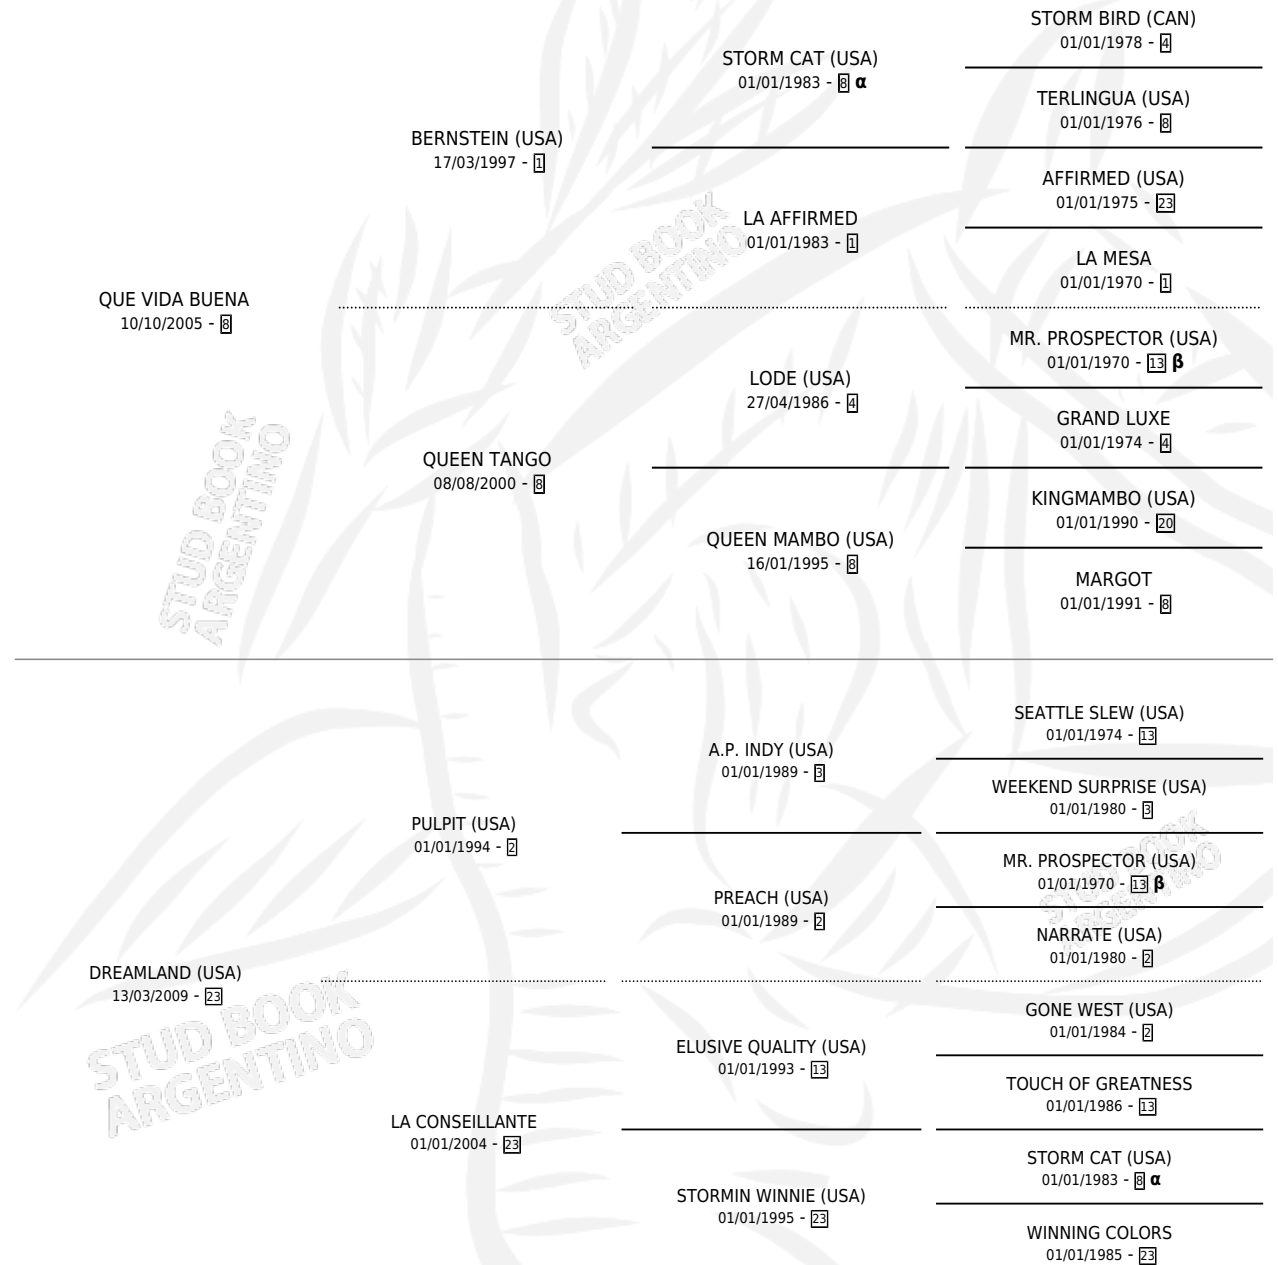 STORM BIRD (CAN)
01/01/1978 - 4
STORM CAT (USA)
01/01/1983 - 8 α
TERLINGUA (USA)
01/01/1976 - 8
BERNSTEIN (USA)
17/03/1997 - 1
AFFIRMED (USA)
01/01/1975 - 23
LA AFFIRMED
01/01/1983 - 1
LA MESA
01/01/1970 - 1
QUE VIDA BUENA
10/10/2005 - 8
MR. PROSPECTOR (USA)
01/01/1970 - 13 β
LODE (USA)
27/04/1986 - 4
GRAND LUXE
01/01/1974 - 4
QUEEN TANGO
08/08/2000 - 8
KINGMAMBO (USA)
01/01/1990 - 20
QUEEN MAMBO (USA)
16/01/1995 - 8
MARGOT
01/01/1991 - 8
STUD BOOK
ARGENTINO
STUD BOOK
ARGENTINO
SEATTLE SLEW (USA)
01/01/1974 - 13
A.P. INDY (USA)
01/01/1989 - 3
WEEKEND SURPRISE (USA)
01/01/1980 - 3
PULPIT (USA)
01/01/1994 - 2
MR. PROSPECTOR (USA)
01/01/1970 - 13 β
PREACH (USA)
01/01/1989 - 2
NARRATE (USA)
01/01/1980 - 2
DREAMLAND (USA)
13/03/2009 - 23
GONE WEST (USA)
01/01/1984 - 2
ELUSIVE QUALITY (USA)
01/01/1993 - 13
TOUCH OF GREATNESS
01/01/1986 - 13
LA CONSEILLANTE
01/01/2004 - 23
STORM CAT (USA)
01/01/1983 - 8 α
STORMIN WINNIE (USA)
01/01/1995 - 23
WINNING COLORS
01/01/1985 - 23
STUD BOOK
ARGENTINO
STUD BOOK
ARGENTINO